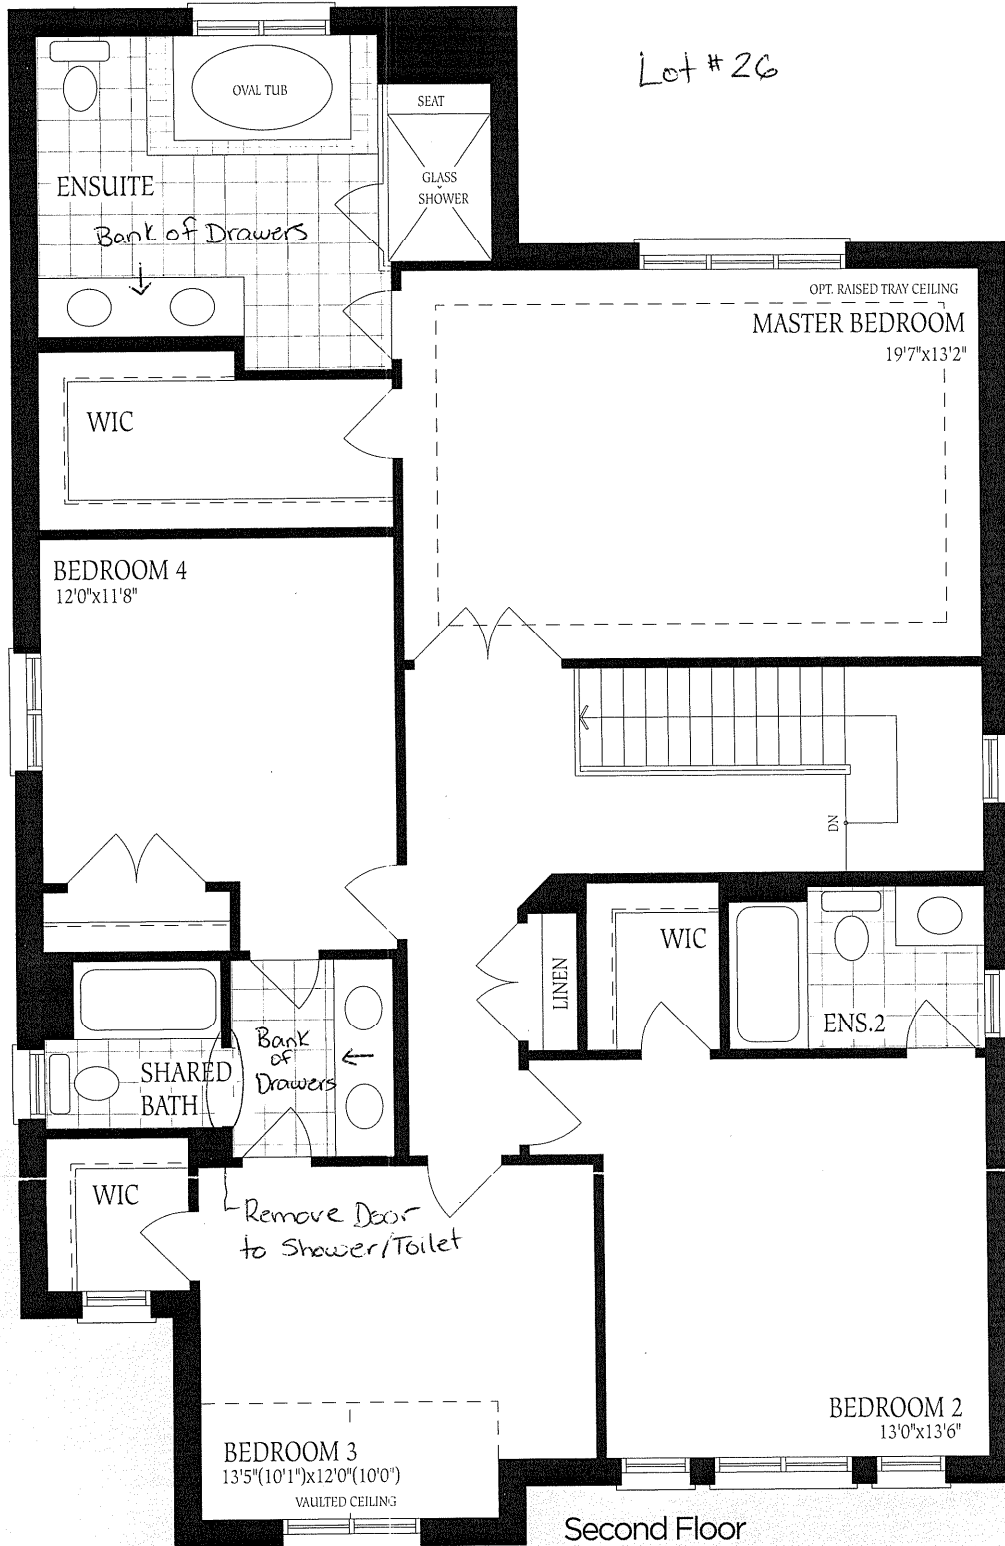 Lot # 26
OVAL TUB
SEAT
GLASS
SHOWER
ENSUITE
Bank of Drawers
OPT. RAISED TRAY CEILING
MASTER BEDROOM
19'7"x13'2"
WIC
BEDROOM 4
12'0"x11'8"
DN
WIC
LINEN
ENS.2
Bank
of
Drawers
SHARED
BATH
WIC
Remove Door
to Shower/Toilet
BEDROOM 2
13'0"x13'6"
BEDROOM 3
13'5"(10'1")x12'0"(10'0")
VAULTED CEILING
Second Floor